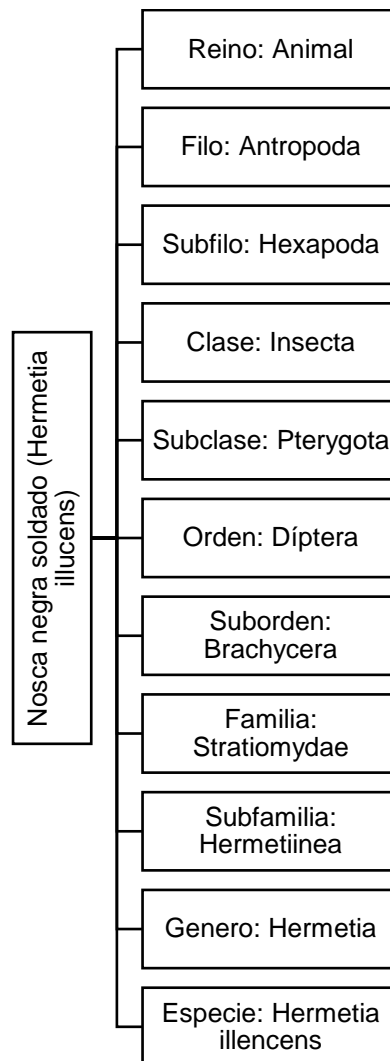 Nosca negra soldado (Hermetia
illucens)
Reino: Animal
Filo: Antropoda
Subfilo: Hexapoda
Clase: Insecta
Subclase: Pterygota
Orden: Díptera
Suborden:
Brachycera
Familia:
Stratiomydae
Subfamilia:
Hermetiinea
Genero: Hermetia
Especie: Hermetia
illencens